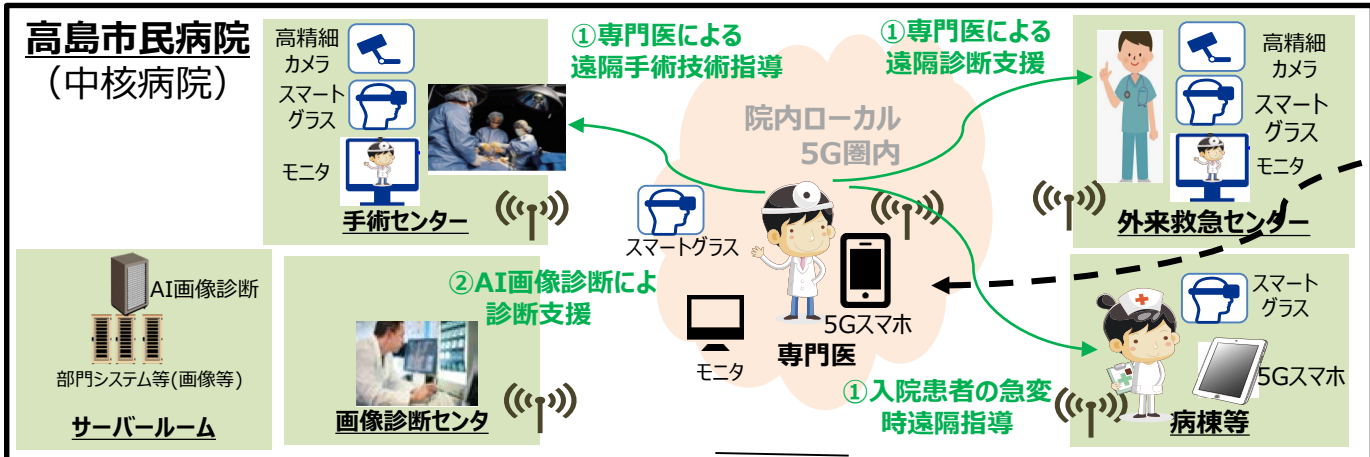 高島市民病院
（中核病院）
高精細
カメラ
スマート
グラス
モニタ
手術センター
①専門医による
遠隔手術技術指導
①専門医による
遠隔診断支援
院内ローカル
5G圏内
スマートグラス
モニタ
5Gスマホ
専門医
高精細
カメラ
スマート
グラス
モニタ
外来救急センター
AI画像診断
部門システム等(画像等)
サーバールーム
②AI画像診断によ
診断支援
画像診断センタ
①入院患者の急変
時遠隔指導
スマート
グラス
5Gスマホ
病棟等